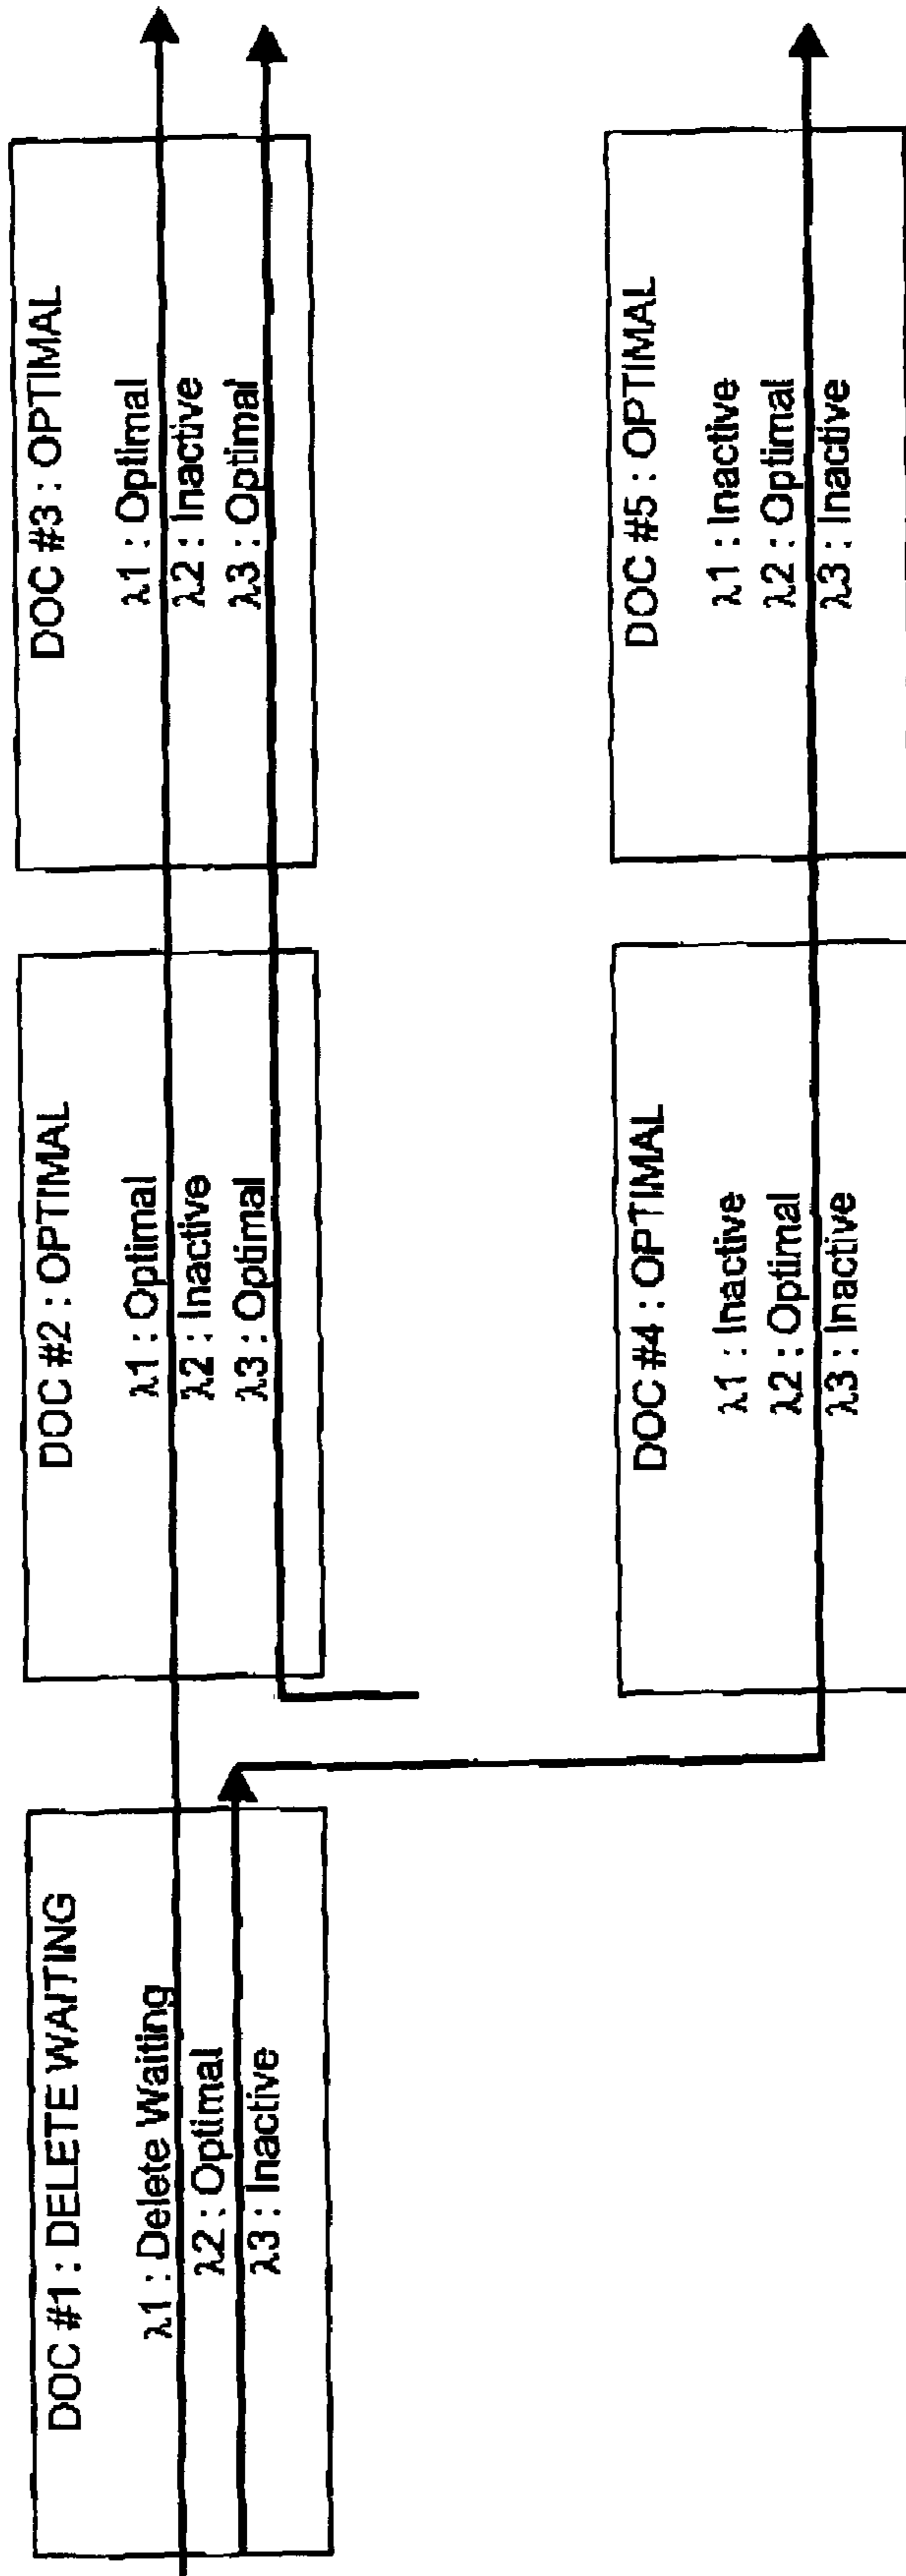 DOC #1 : DELETE WAITING
λ1 : Delete Waiting
λ2 : Optimal
λ3 : Inactive
DOC #2 : OPTIMAL
λ1 : Optimal
λ2 : Inactive
λ3 : Optimal
DOC #3 : OPTIMAL
λ1 : Optimal
λ2 : Inactive
λ3 : Optimal
DOC #4 : OPTIMAL
λ1 : Inactive
λ2 : Optimal
λ3 : Inactive
DOC #5 : OPTIMAL
λ1 : Inactive
λ2 : Optimal
λ3 : Inactive